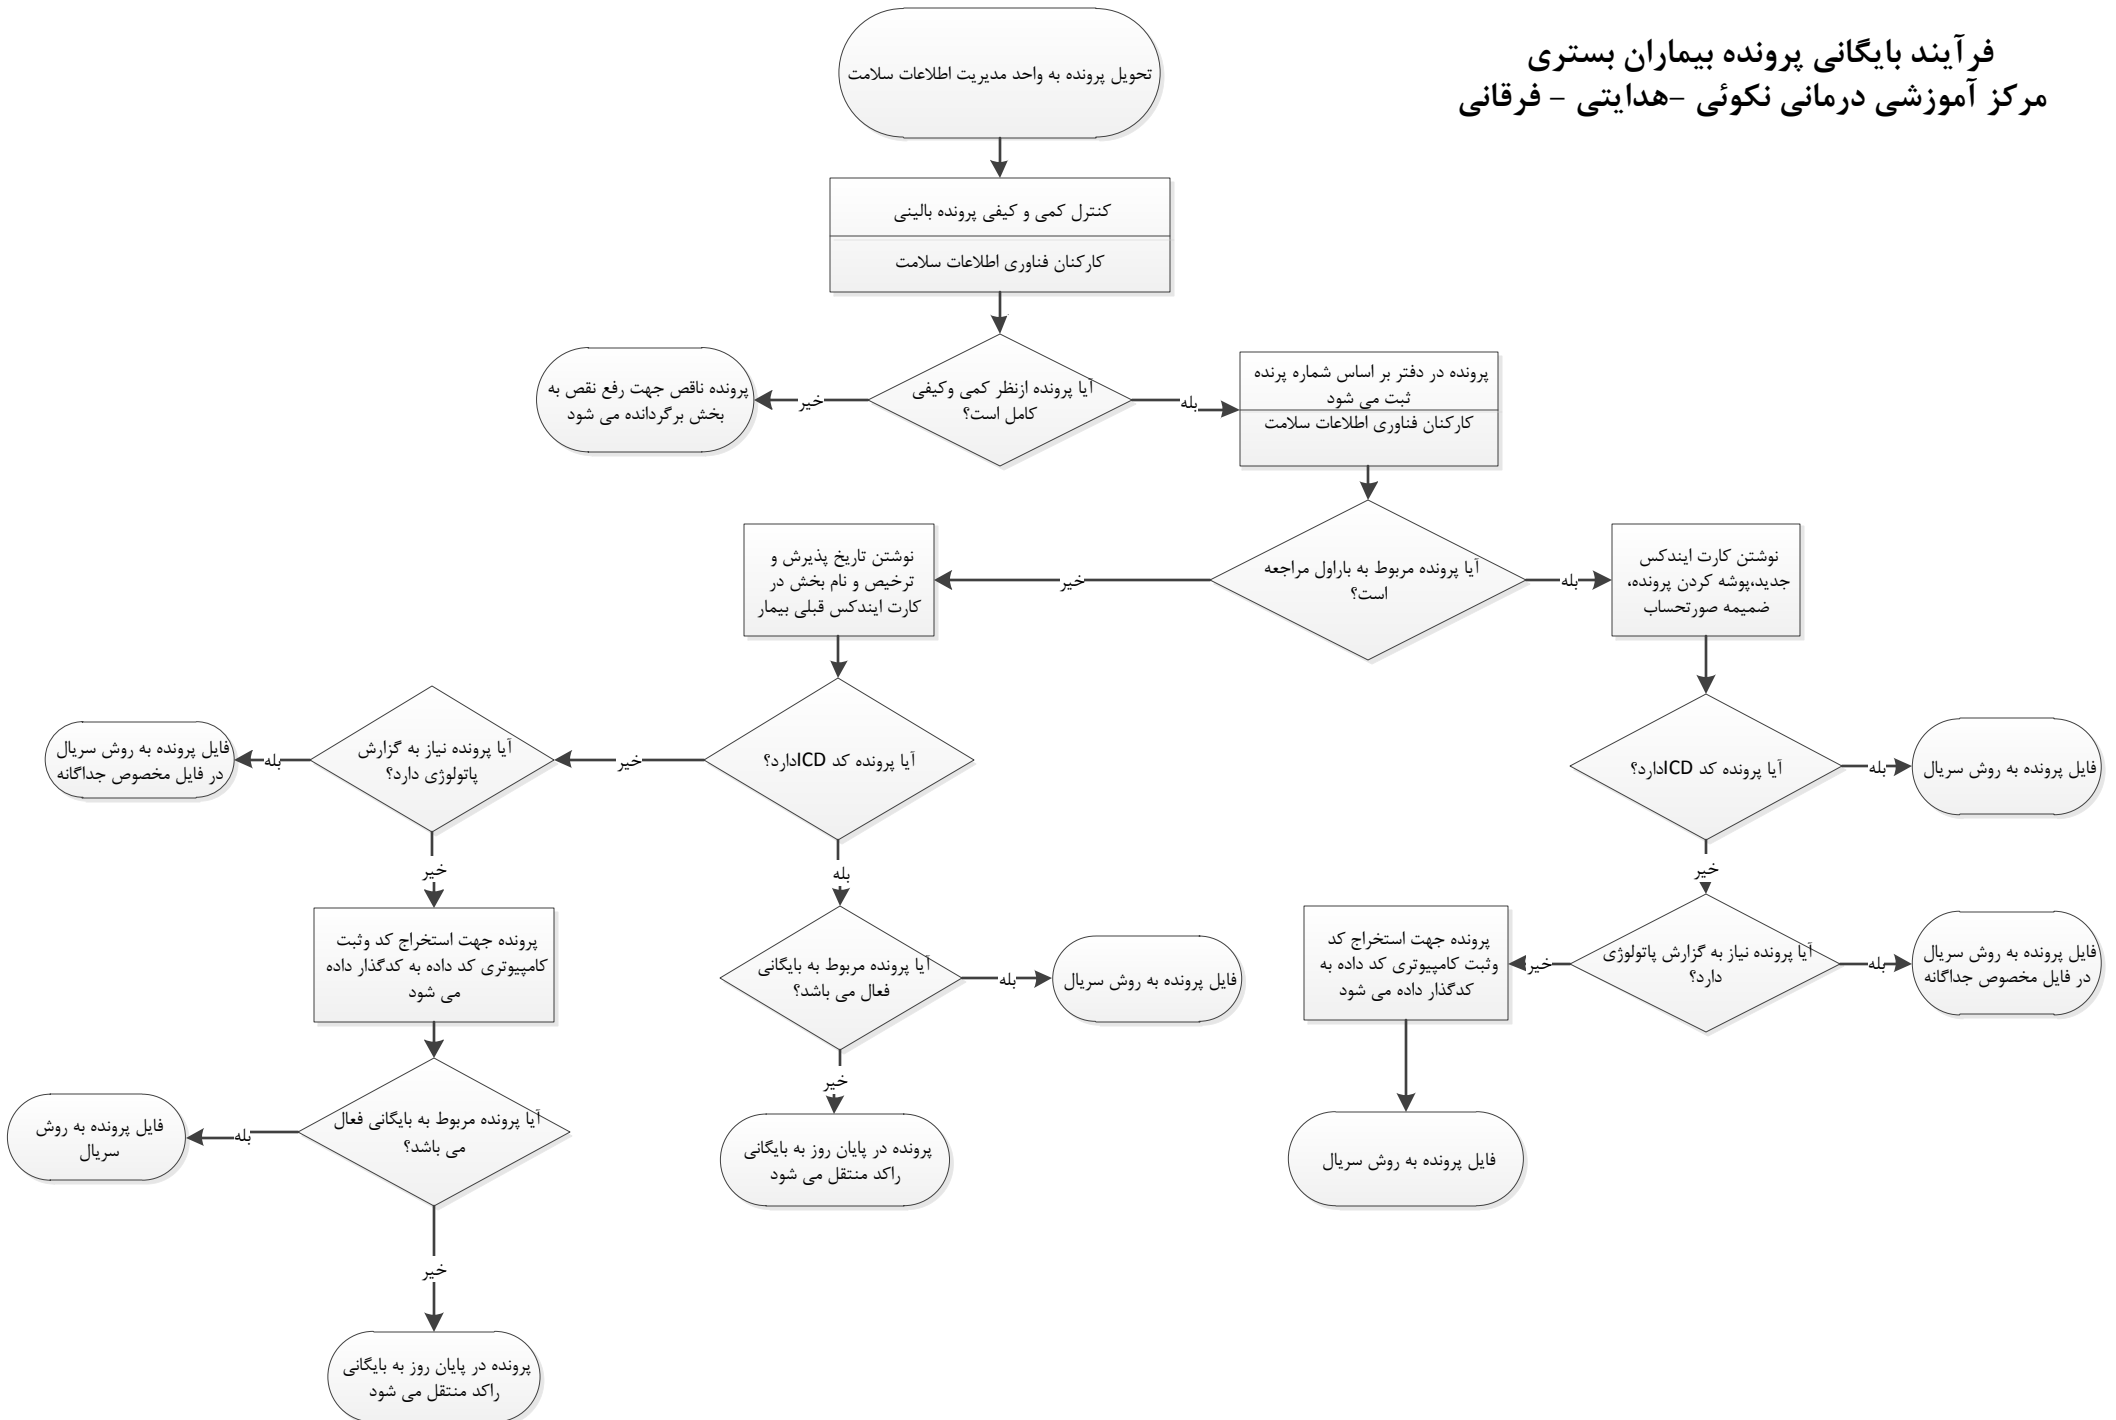 فرآیند بایگانی پرونده بیماران بستری
مرکز آموزشی درمانی نکوئی -هدایتی - فرقانی
تحویل پرونده به واحد مدیریت اطلاعات سلامت
کنترل کمی و کیفی پرونده بالینی
کارکنان فناوری اطلاعات سلامت
آیا پرونده ازنظر کمی وکیفی
کامل است؟
بله
خیر
پرونده در دفتر بر اساس شماره پرنده
ثبت می شود
کارکنان فناوری اطلاعات سلامت
پرونده ناقص جهت رفع نقص به
بخش برگردانده می شود
آیا پرونده مربوط به باراول مراجعه
است؟
بله
خیر
نوشتن کارت ایندکس
جدید،پوشه کردن پرونده،
ضمیمه صورتحساب
نوشتن تاریخ پذیرش و
ترخیص و نام بخش در
کارت ایندکس قبلی بیمار
آیا پرونده کد ICDدارد؟
بله
فایل پرونده به روش سریال
خیر
آیا پرونده نیاز به گزارش پاتولوژی
دارد؟
بله
فایل پرونده به روش سریال
در فایل مخصوص جداگانه
خیر
پرونده جهت استخراج کد
وثبت کامپیوتری کد داده به
کدگذار داده می شود
فایل پرونده به روش سریال
آیا پرونده کد ICDدارد؟
بله
آیا پرونده مربوط به بایگانی
فعال می باشد؟
بله
فایل پرونده به روش سریال
خیر
پرونده در پایان روز به بایگانی
راکد منتقل می شود
خیر
آیا پرونده نیاز به گزارش
پاتولوژی دارد؟
بله
فایل پرونده به روش سریال
در فایل مخصوص جداگانه
خیر
پرونده جهت استخراج کد وثبت
کامپیوتری کد داده به کدگذار داده
می شود
آیا پرونده مربوط به بایگانی فعال
می باشد؟
بله
فایل پرونده به روش
سریال
خیر
پرونده در پایان روز به بایگانی
راکد منتقل می شود